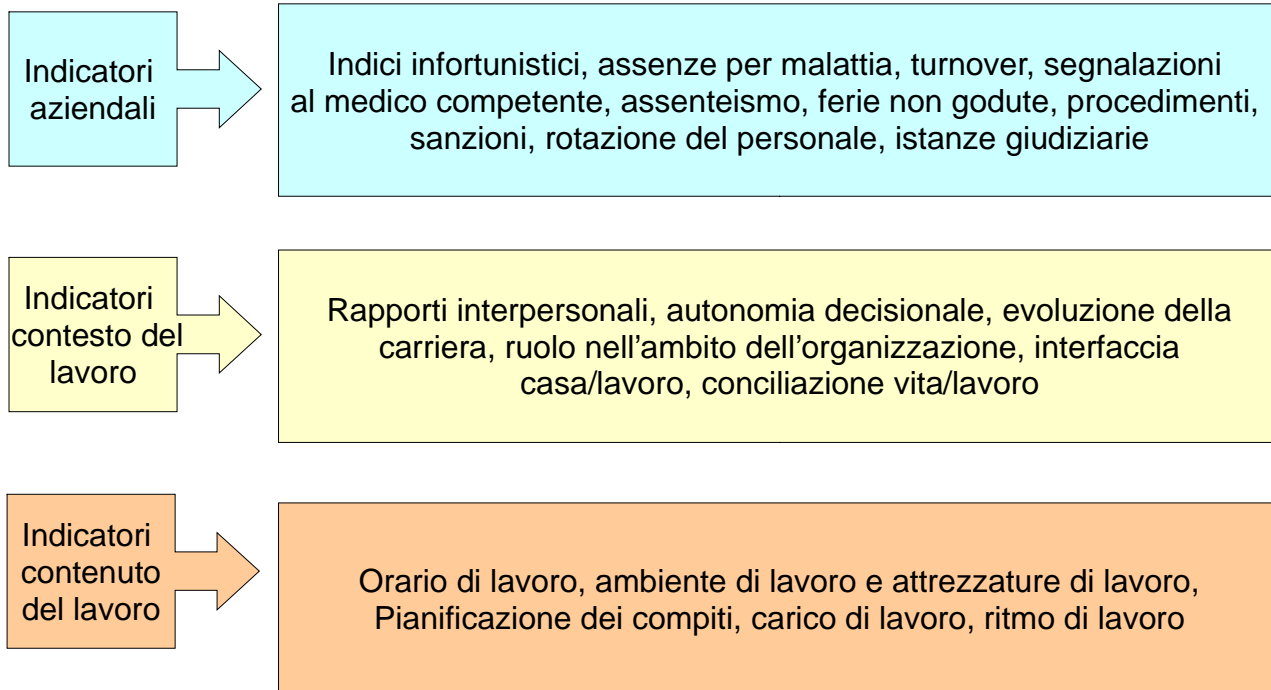 Indicatori
aziendali
Indici infortunistici, assenze per malattia, turnover, segnalazioni
al medico competente, assenteismo, ferie non godute, procedimenti,
sanzioni, rotazione del personale, istanze giudiziarie
Indicatori
contesto del
lavoro
Rapporti interpersonali, autonomia decisionale, evoluzione della
carriera, ruolo nell’ambito dell’organizzazione, interfaccia
casa/lavoro, conciliazione vita/lavoro
Indicatori
contenuto
del lavoro
Orario di lavoro, ambiente di lavoro e attrezzature di lavoro,
Pianificazione dei compiti, carico di lavoro, ritmo di lavoro